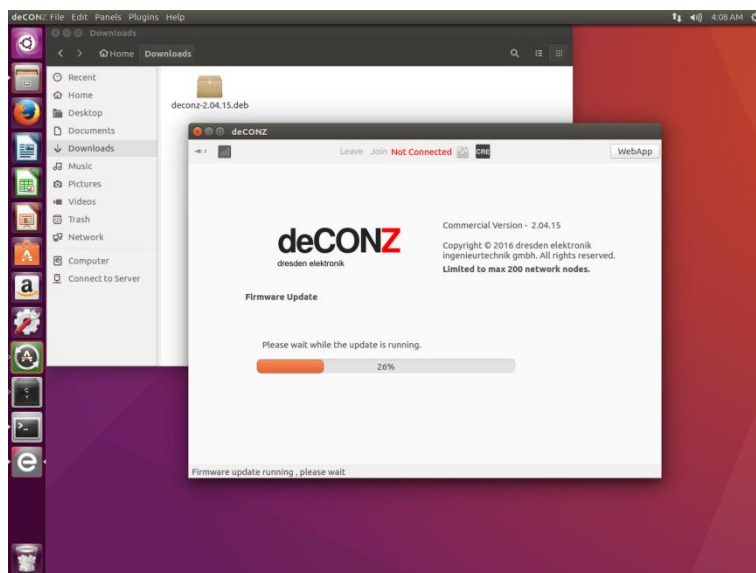 deCONZ File Edit Panels Plugins Help
4:08 AM
Downloads
Home Downloads
Recent
Home
Desktop
Documents
Downloads
Music
Pictures
Videos
Trash
Network
Computer
Connect to Server
deconz-2.04.15.deb
deCONZ
Leave Join Not Connected CRE WebApp
deCONZ
dresden elektronik
Commercial Version - 2.04.15
Copyright © 2016 dresden elektronik
ingenieurtechnik gmbh. All rights reserved.
Limited to max 200 network nodes.
Firmware Update
Please wait while the update is running.
26%
Firmware update running , please wait